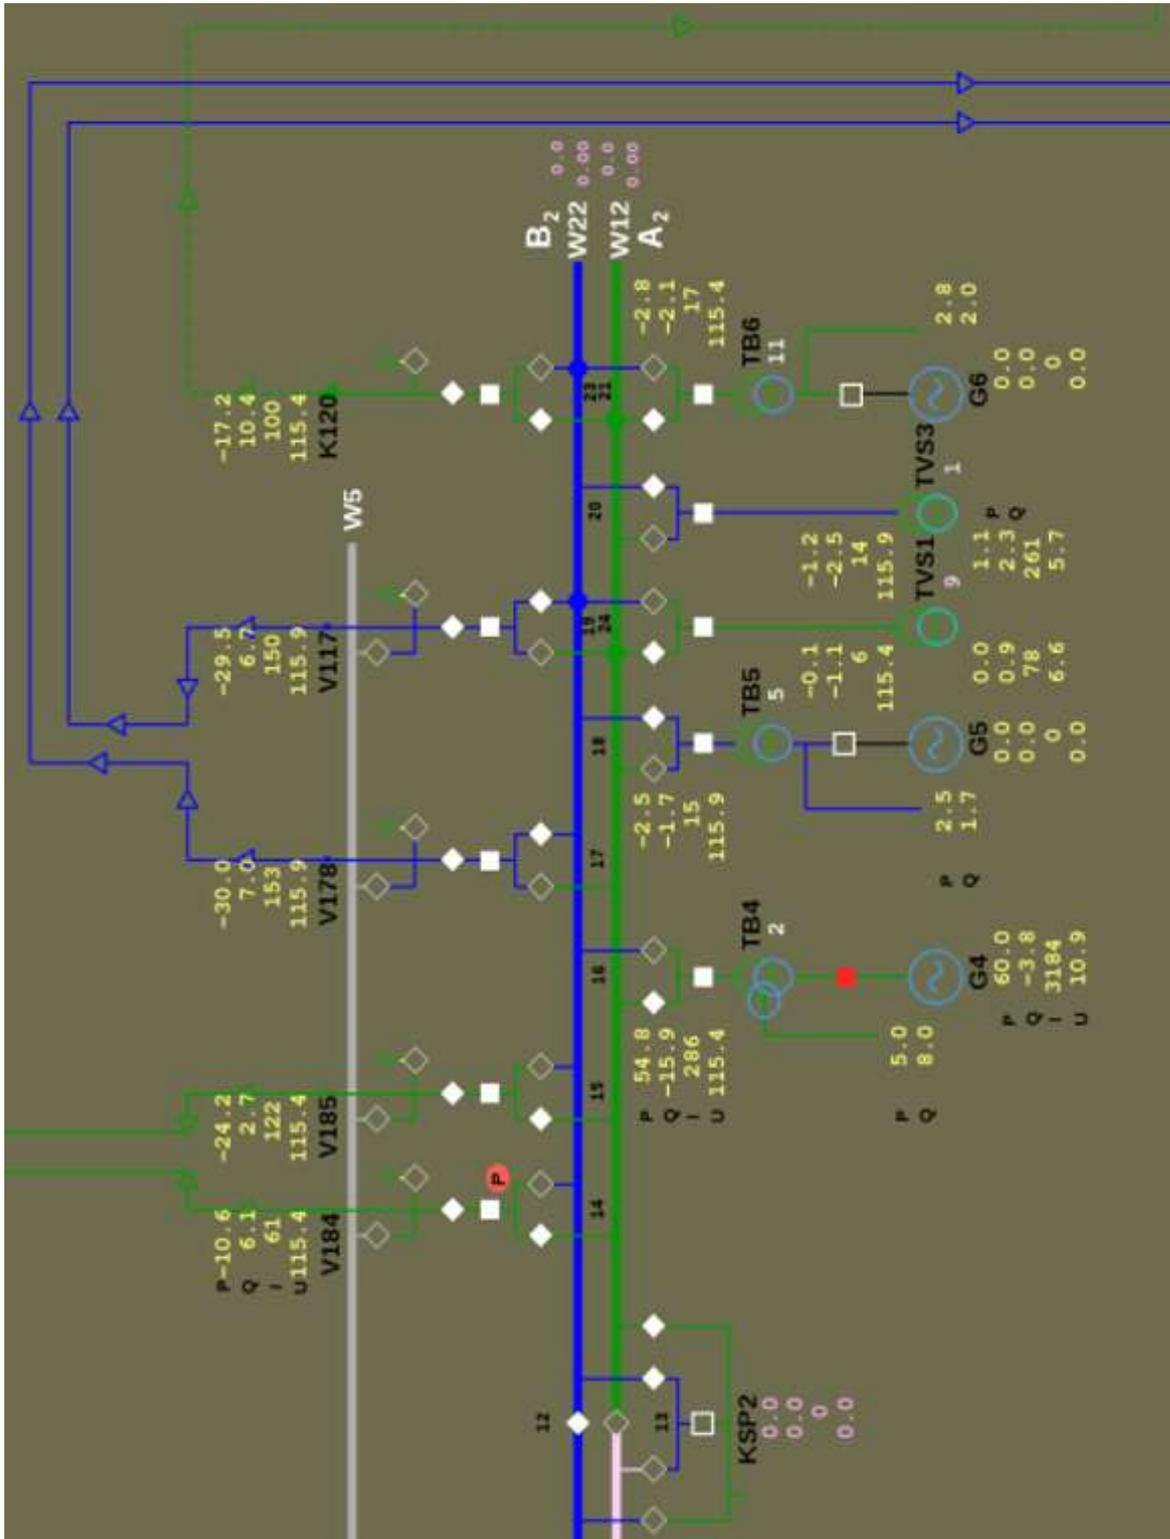 P -10.6 -24.2 -30.0 -29.5 -17.2
Q 6.1 2.7 7.0 6.7 10.4
I 61 122 153 150 100
U 115.4 115.4 115.9 115.9 115.4
V184 V185 V178 V117 K120
W5
P
12
B2
0.0
W22
0.00
13 14 15 16 17 18 19 24 20 23 21
W12
0.0
A2
0.00
P 54.8 -2.5 -2.8
Q -15.9 -1.7 -2.1
I 286 15 17
U 115.4 115.9 115.4
KSP2 TB4 TB5 TB6
0.0
0.0
0
0.0
2 5 11
-0.1 -1.2
-1.1 -2.5
6 14
115.4 115.9
TVS1 TVS3
9 1
P 5.0
Q 8.0
P 2.5 2.8
Q 1.7 2.0
G4 G5 G6
P Q
0.0 1.1
0.9 2.3
78 261
6.6 5.7
P 60.0 0.0 0.0
Q -3.8 0.0 0.0
I 3184 0 0
U 10.9 0.0 0.0